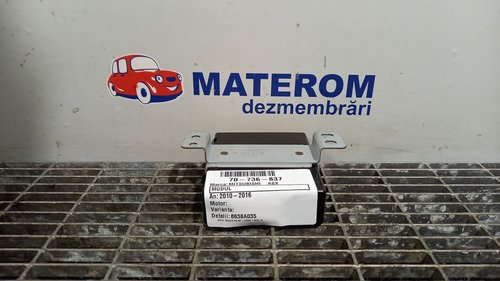 MATEROM
dezmembrări
70-736-837
Marca: MITSUBISHI ASX
MODUL
An: 2010-2016
Motor:
Varianta:
Detalii: 8638A035